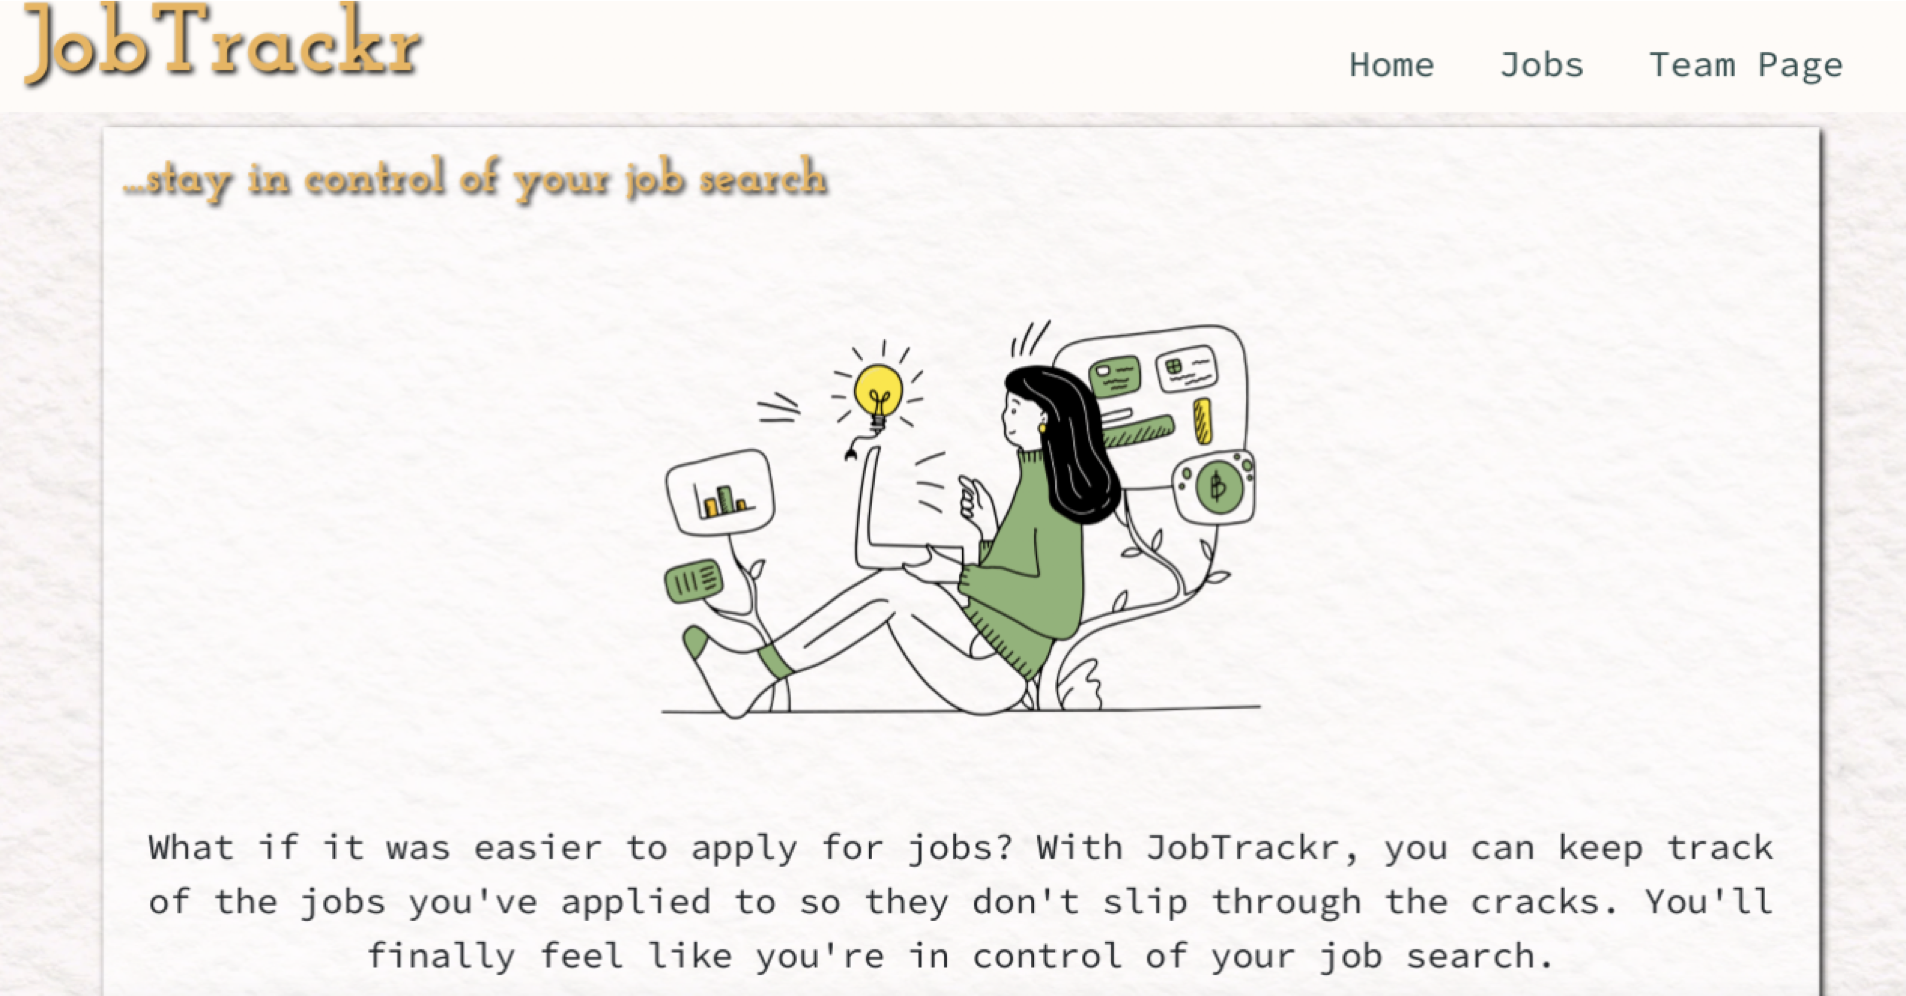 JobTrackr
Home Jobs Team Page
...stay in control of your job search
What if it was easier to apply for jobs? With JobTrackr, you can keep track
of the jobs you've applied to so they don't slip through the cracks. You'll
finally feel like you're in control of your job search.